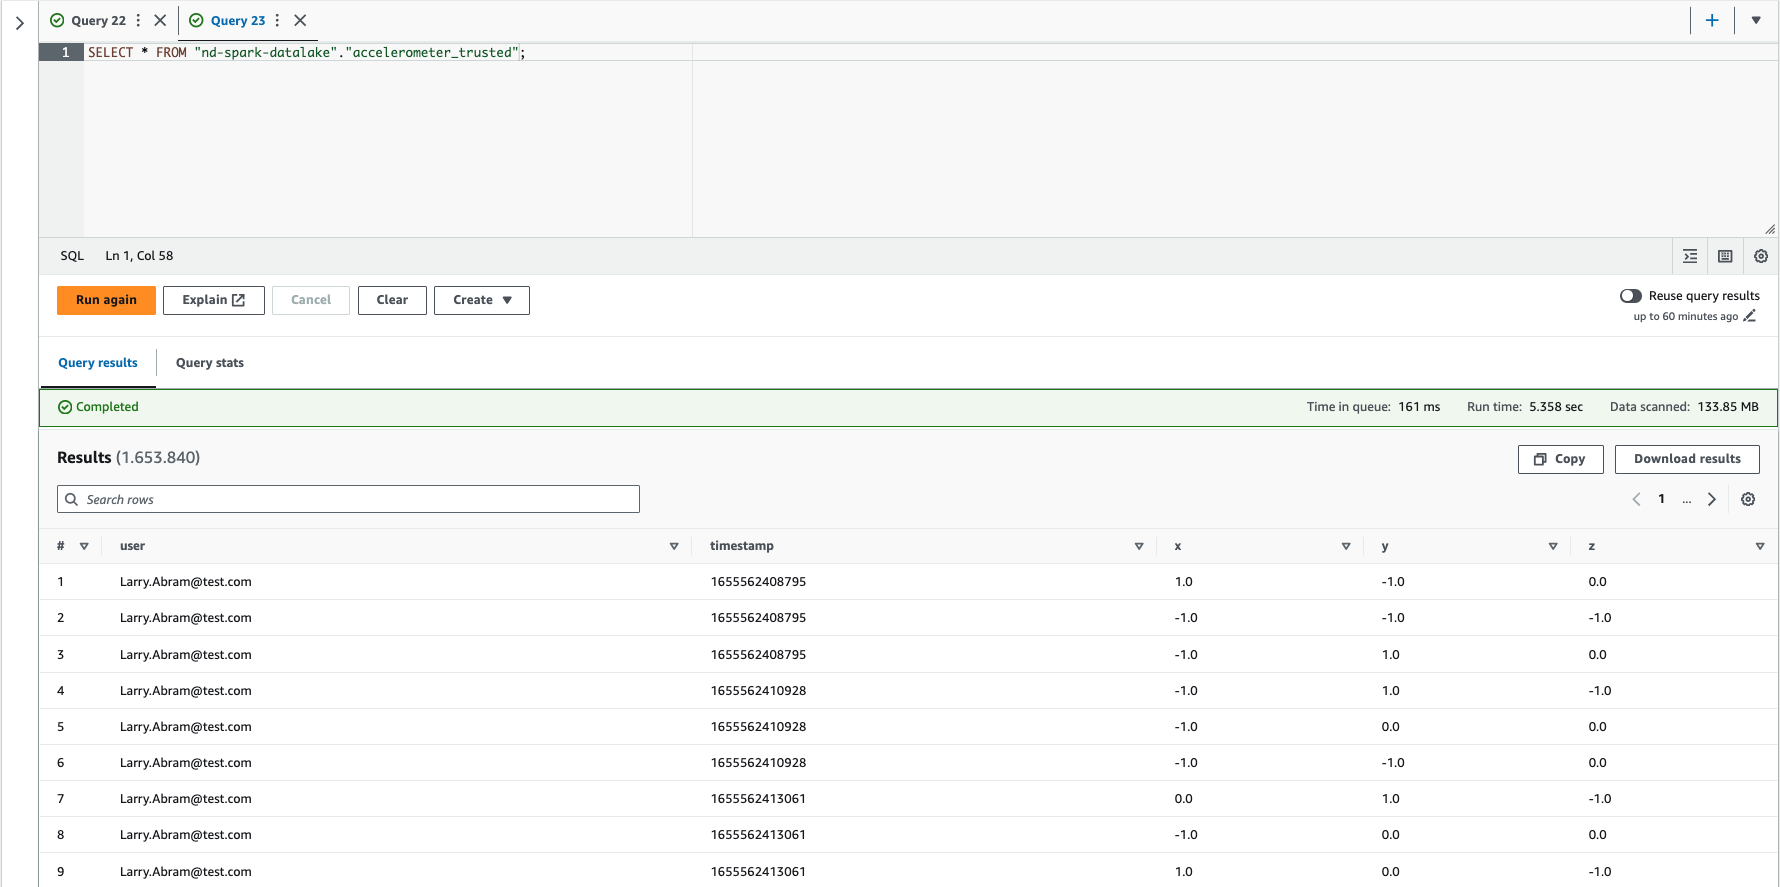 Query 22 Query 23
1 SELECT * FROM "nd-spark-datalake"."accelerometer_trusted";
SQL Ln 1, Col 58
Run again Explain Cancel Clear Create
Reuse query results
up to 60 minutes ago
Query results Query stats
Completed Time in queue: 161 ms Run time: 5.358 sec Data scanned: 133.85 MB
Results (1.653.840) Copy Download results
Search rows 1 ...
# user timestamp x y z
1 Larry.Abram@test.com 1655562408795 1.0 -1.0 0.0
2 Larry.Abram@test.com 1655562408795 -1.0 -1.0 -1.0
3 Larry.Abram@test.com 1655562408795 -1.0 1.0 0.0
4 Larry.Abram@test.com 1655562410928 -1.0 1.0 -1.0
5 Larry.Abram@test.com 1655562410928 -1.0 0.0 0.0
6 Larry.Abram@test.com 1655562410928 -1.0 -1.0 0.0
7 Larry.Abram@test.com 1655562413061 0.0 1.0 -1.0
8 Larry.Abram@test.com 1655562413061 -1.0 0.0 0.0
9 Larry.Abram@test.com 1655562413061 1.0 0.0 -1.0